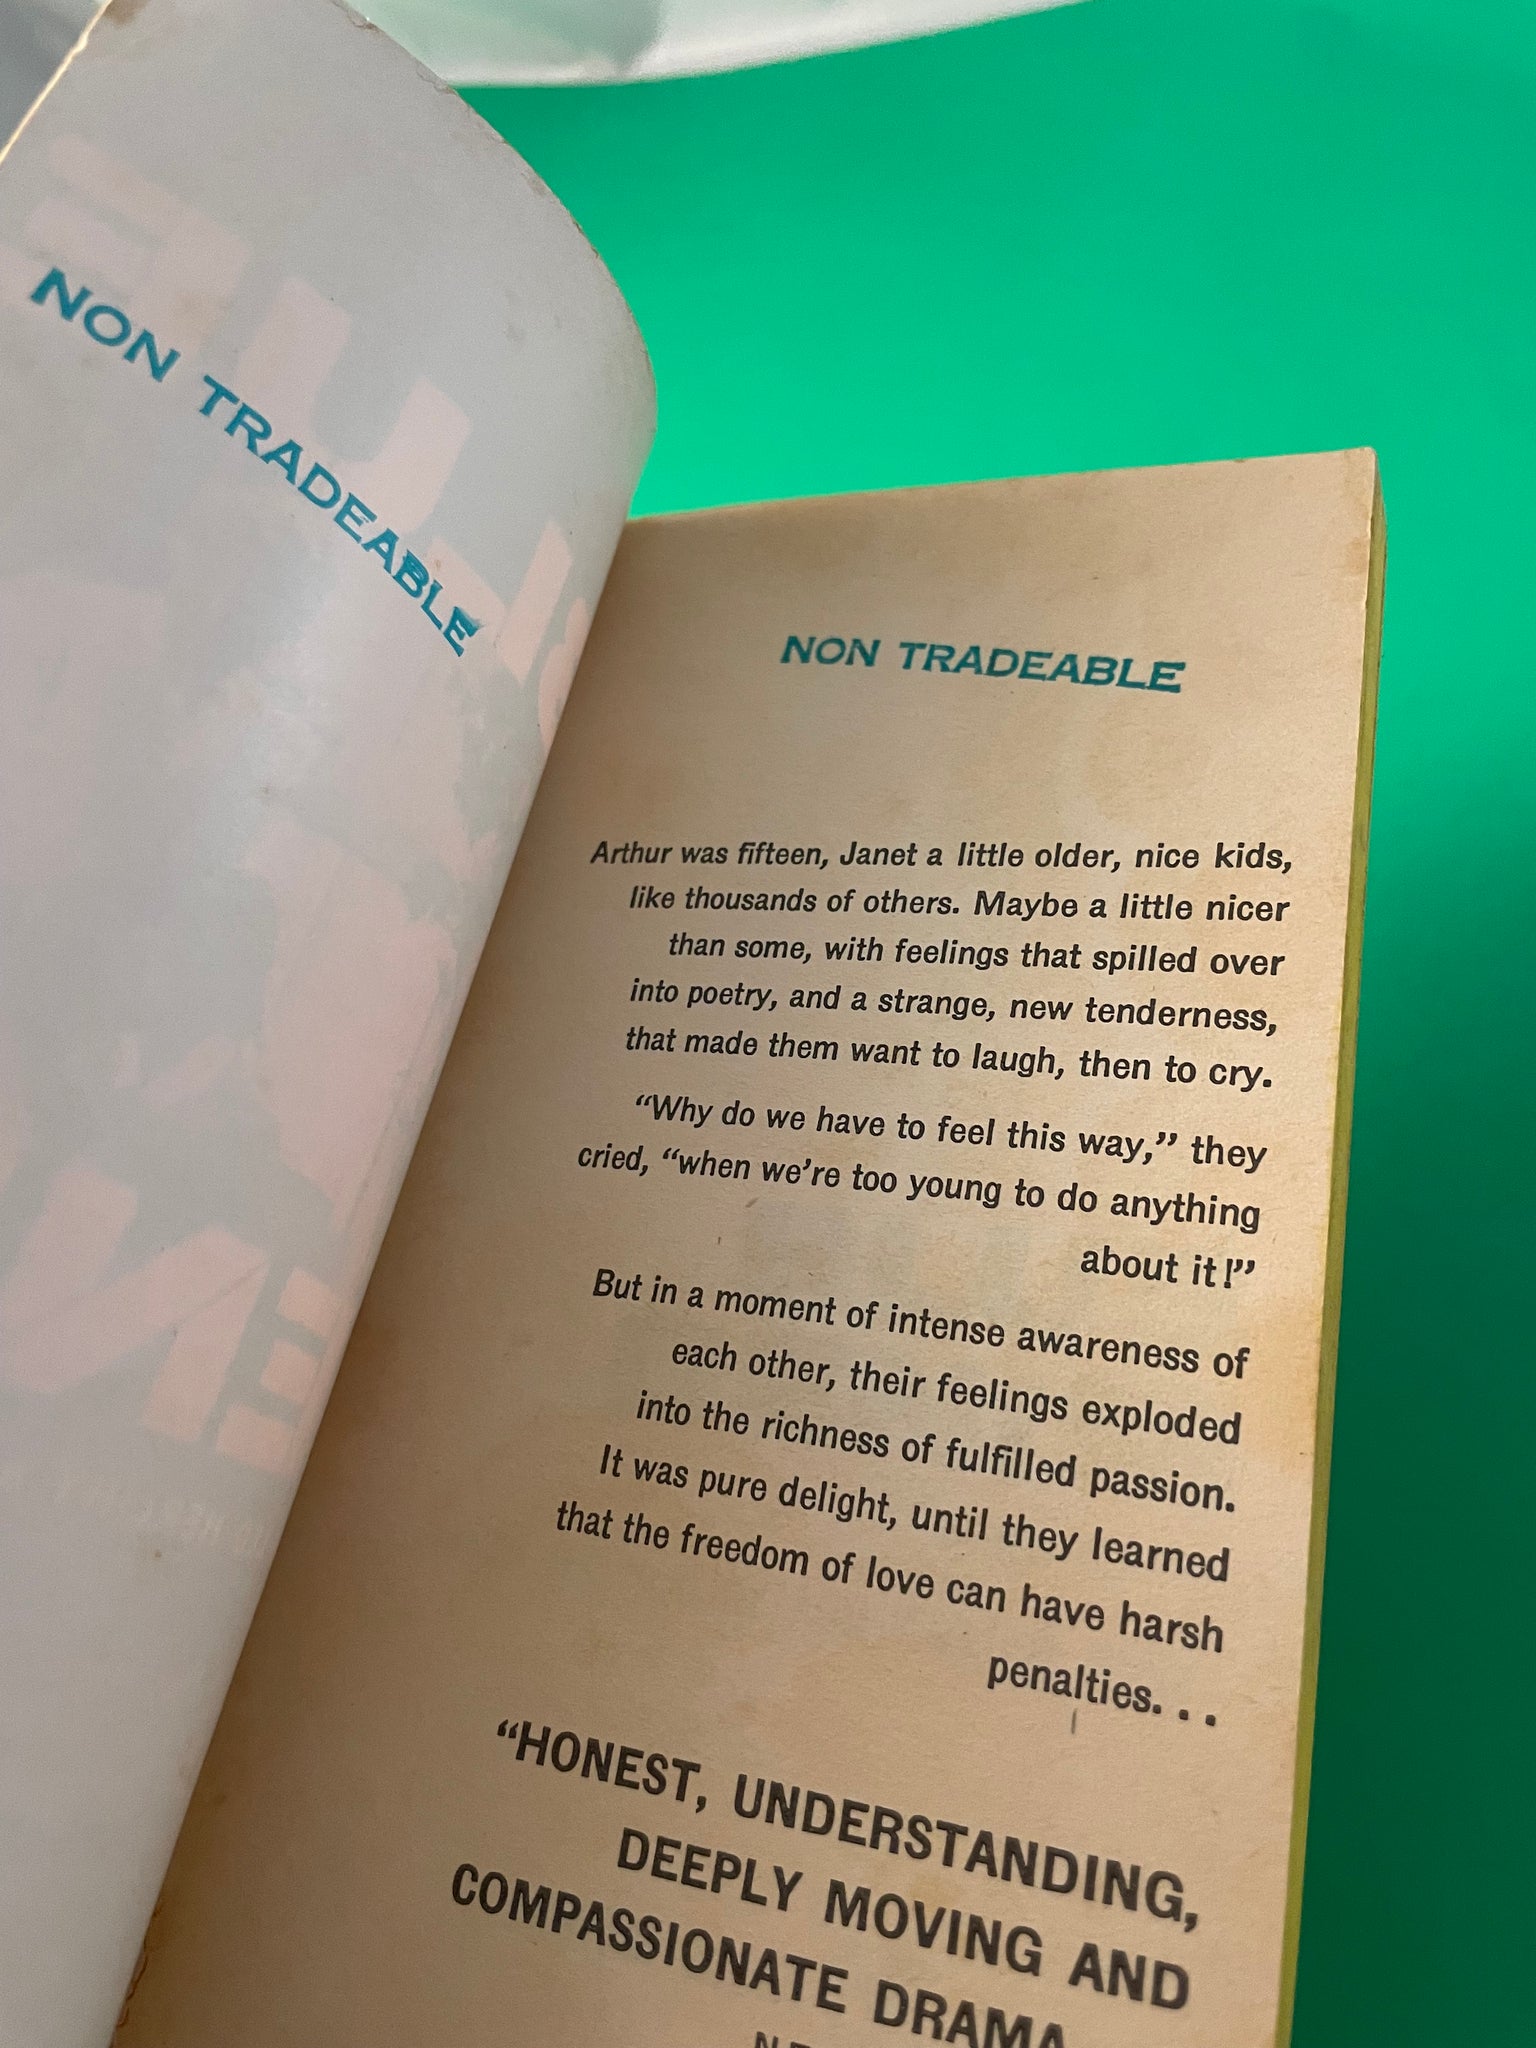 NON TRADEABLE
NON TRADEABLE
Arthur was fifteen, Janet a little older, nice kids,
like thousands of others. Maybe a little nicer
than some, with feelings that spilled over
into poetry, and a strange, new tenderness,
that made them want to laugh, then to cry.
“Why do we have to feel this way,” they
cried, “when we’re too young to do anything
about it!”
But in a moment of intense awareness of
each other, their feelings exploded
into the richness of fulfilled passion.
It was pure delight, until they learned
that the freedom of love can have harsh
penalties. . .
“HONEST, UNDERSTANDING,
DEEPLY MOVING AND
COMPASSIONATE DRAMA